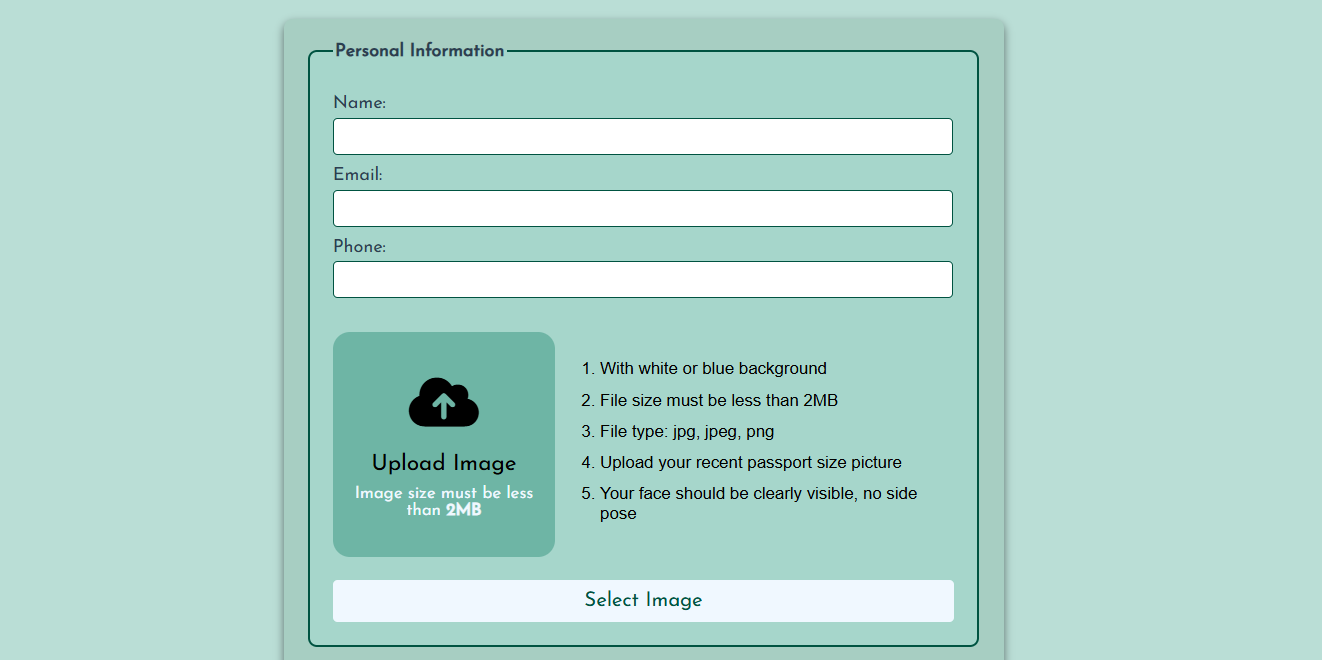 Personal Information
Name:
Email:
Phone:
Upload Image
Image size must be less
than 2MB
1. With white or blue background
2. File size must be less than 2MB
3. File type: jpg, jpeg, png
4. Upload your recent passport size picture
5. Your face should be clearly visible, no side
pose
Select Image